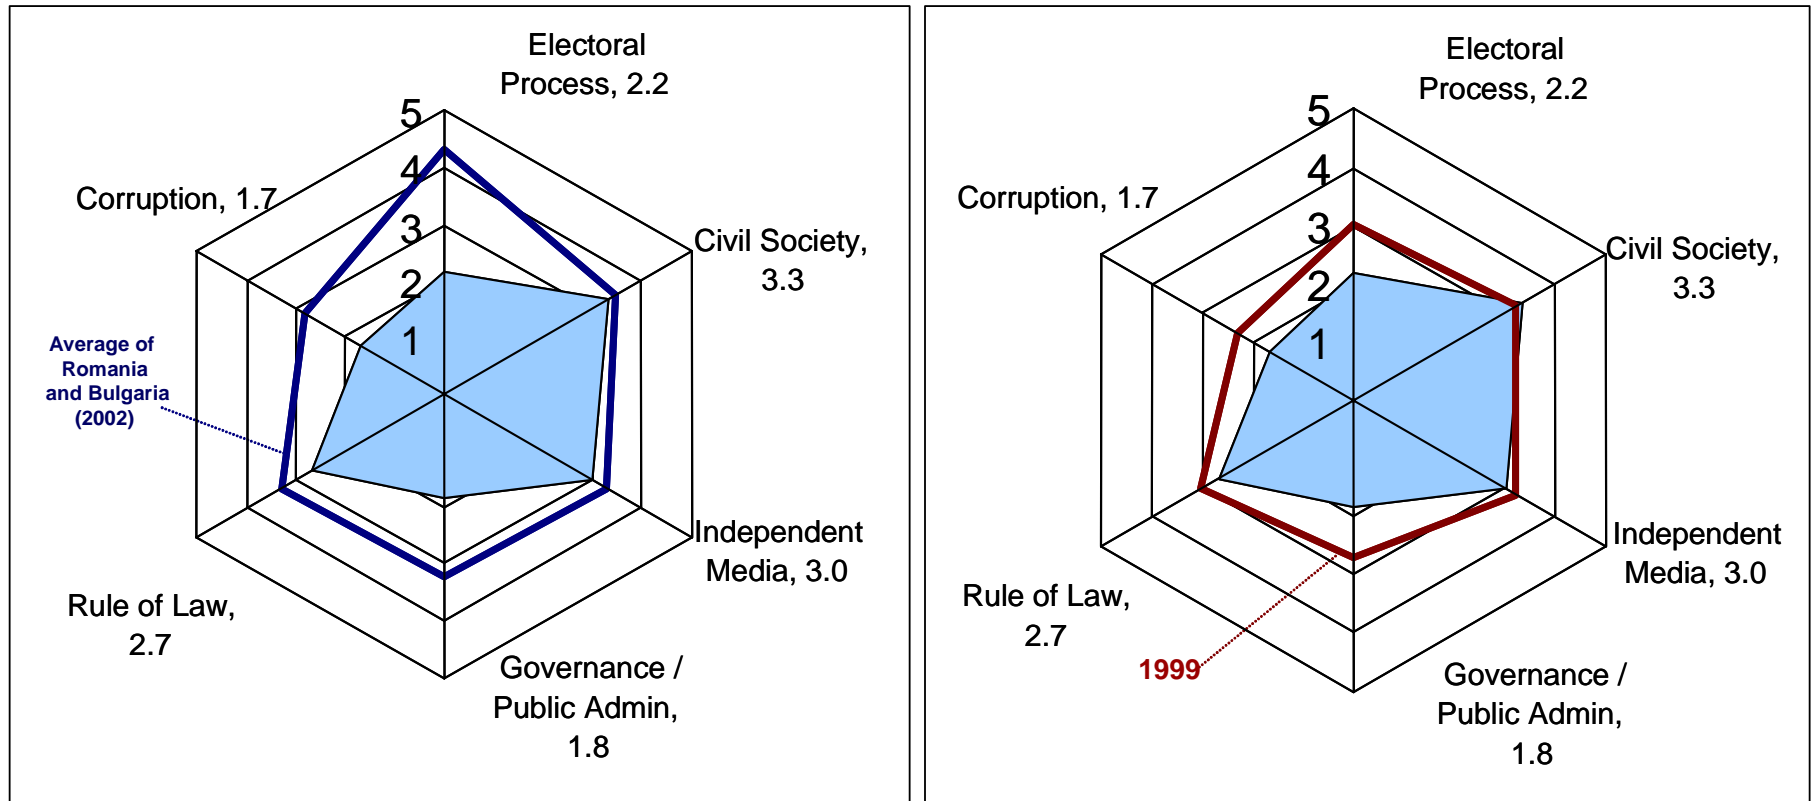 Electoral
Process, 2.2
5
4
3
2
1
Corruption, 1.7
Civil Society,
3.3
Average of
Romania
and Bulgaria
(2002)
Independent
Media, 3.0
Rule of Law,
2.7
Governance /
Public Admin,
1.8
Electoral
Process, 2.2
5
4
3
2
1
Corruption, 1.7
Civil Society,
3.3
Independent
Media, 3.0
Rule of Law,
2.7
1999
Governance /
Public Admin,
1.8